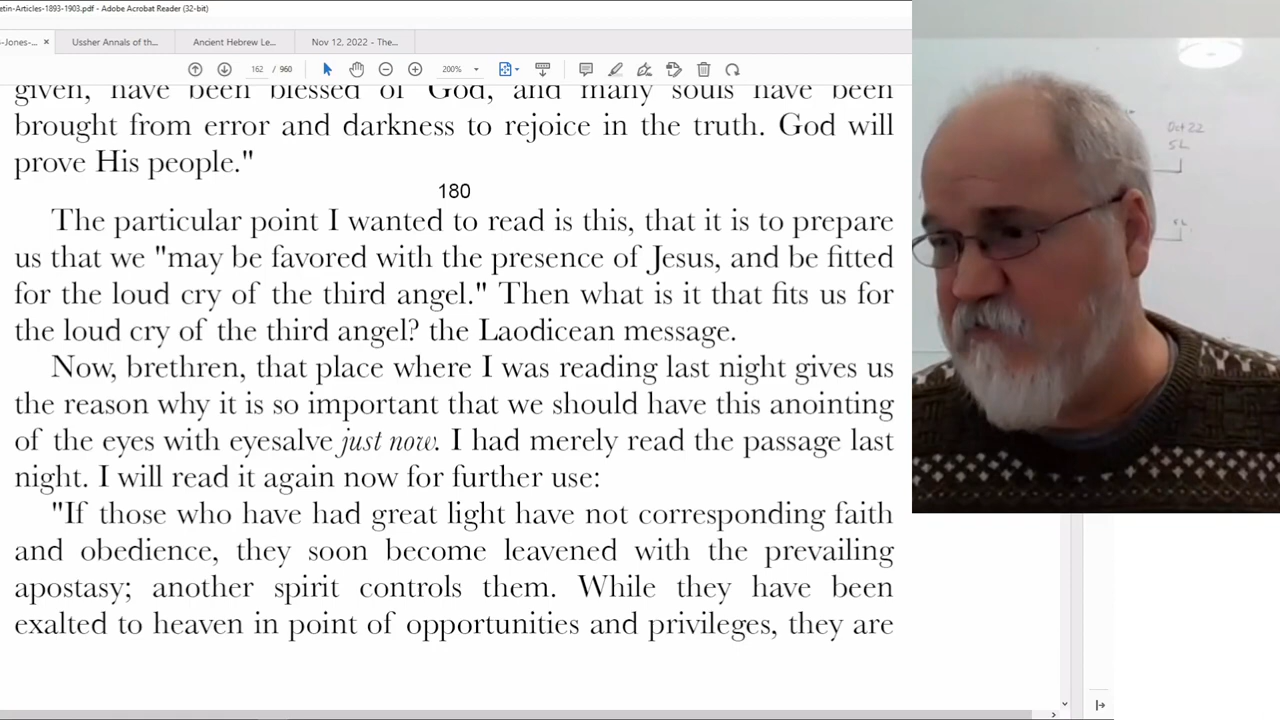 etin-Articles-1893-1903.pdf - Adobe Acrobat Reader (32-bit)
-Jones-... × Ussher Annals of th... Ancient Hebrew Le... Nov 12, 2022 - The...
162 / 960 200%
given, have been blessed of God, and many souls have been
brought from error and darkness to rejoice in the truth. God will
prove His people."
180
The particular point I wanted to read is this, that it is to prepare
us that we "may be favored with the presence of Jesus, and be fitted
for the loud cry of the third angel." Then what is it that fits us for
the loud cry of the third angel? the Laodicean message.
Now, brethren, that place where I was reading last night gives us
the reason why it is so important that we should have this anointing
of the eyes with eyesalve just now. I had merely read the passage last
night. I will read it again now for further use:
"If those who have had great light have not corresponding faith
and obedience, they soon become leavened with the prevailing
apostasy; another spirit controls them. While they have been
exalted to heaven in point of opportunities and privileges, they are
Oct 22